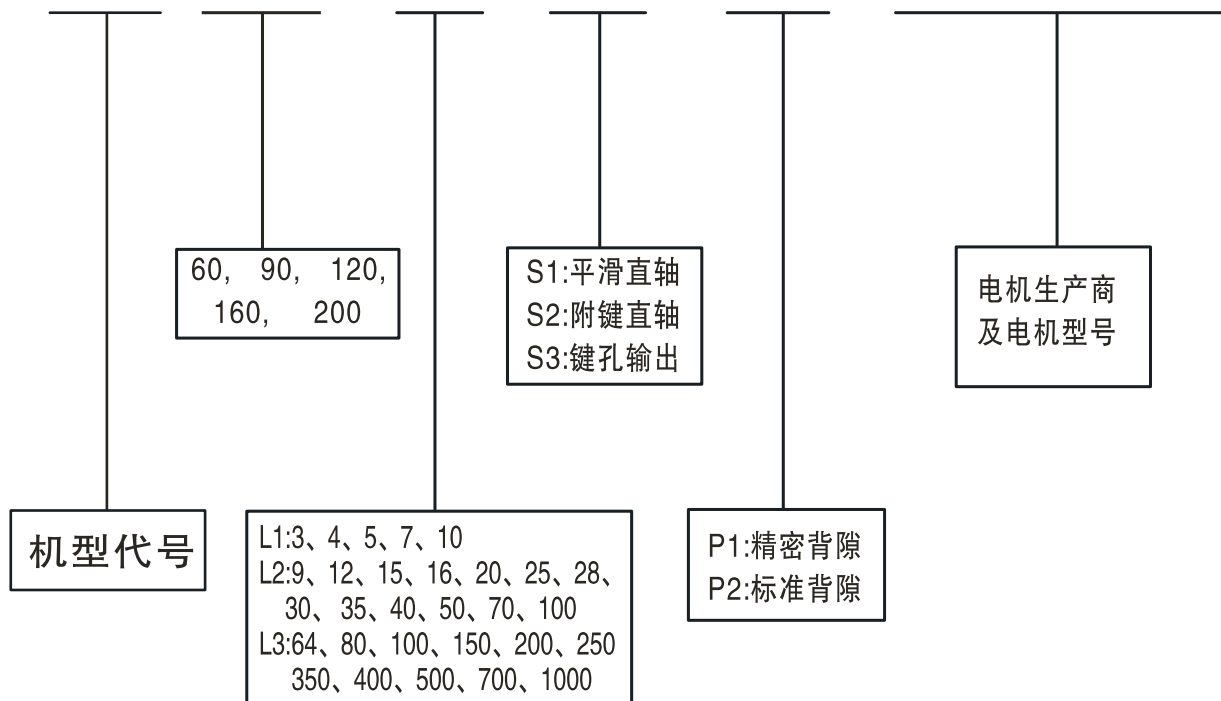 60, 90, 120,
160, 200
S1:平滑直轴
S2:附键直轴
S3:键孔输出
电机生产商
及电机型号
机型代号
L1:3、4、5、7、10
L2:9、12、15、16、20、25、28、
30、35、40、50、70、100
L3:64、80、100、150、200、250
350、400、500、700、1000
P1:精密背隙
P2:标准背隙